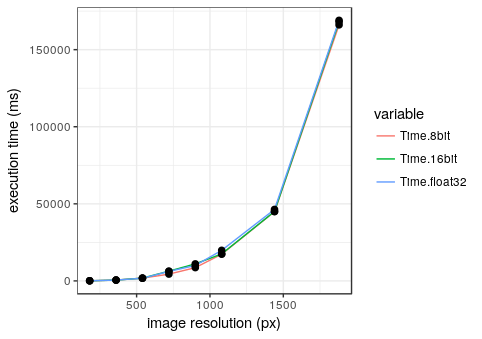 execution time (ms)
150000
100000
50000
0
500
1000
1500
image resolution (px)
variable
Time.8bit
Time.16bit
Time.float32